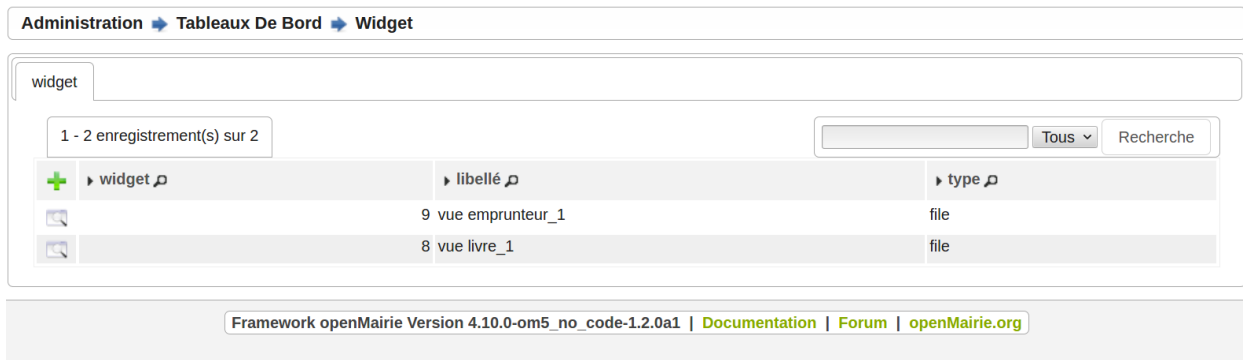 Administration Tableaux De Bord Widget
widget
1 - 2 enregistrement(s) sur 2 Tous Recherche
widget libellé type
9 vue emprunteur_1 file
8 vue livre_1 file
Framework openMairie Version 4.10.0-om5_no_code-1.2.0a1 | Documentation | Forum | openMairie.org